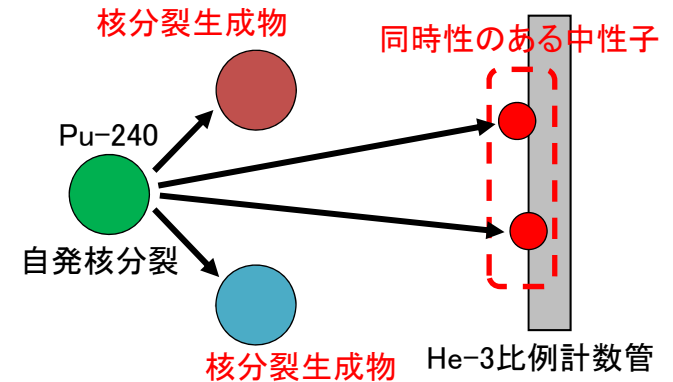 核分裂生成物
同時性のある中性子
Pu-240
自発核分裂
核分裂生成物
He-3比例計数管